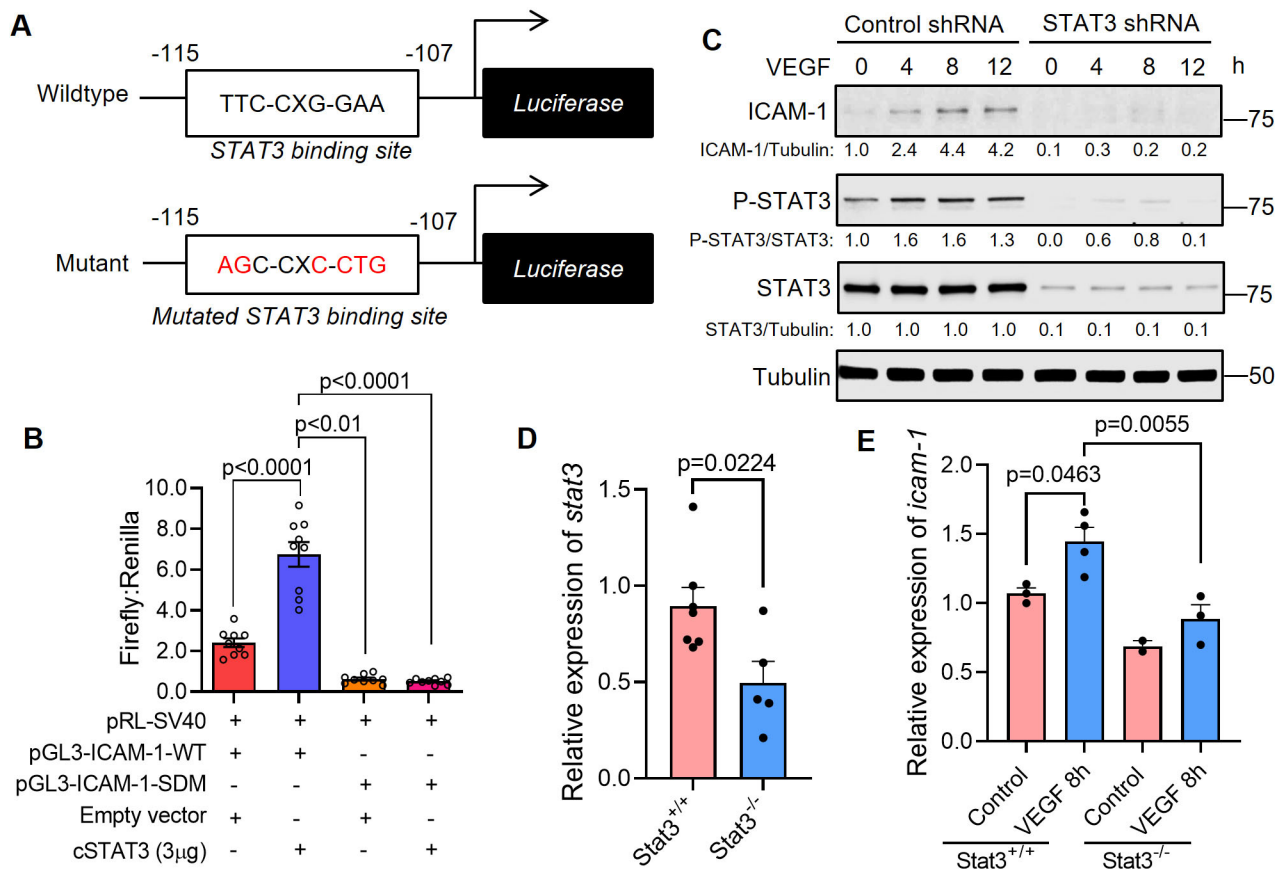 A
-115
-107
Wildtype
TTC-CXG-GAA
Luciferase
STAT3 binding site
-115
-107
Mutant
AGC-CXC-CTG
Luciferase
Mutated STAT3 binding site
B
p<0.0001
p<0.01
p<0.0001
Firefly:Renilla
10.0
8.0
6.0
4.0
2.0
0.0
pRL-SV40 + + + +
pGL3-ICAM-1-WT + + - -
pGL3-ICAM-1-SDM - - + +
Empty vector + - + -
cSTAT3 (3μg) - + - +
C
Control shRNA STAT3 shRNA
VEGF 0 4 8 12 0 4 8 12 h
ICAM-1 75
ICAM-1/Tubulin: 1.0 2.4 4.4 4.2 0.1 0.3 0.2 0.2
P-STAT3 75
P-STAT3/STAT3: 1.0 1.6 1.6 1.3 0.0 0.6 0.8 0.1
STAT3 75
STAT3/Tubulin: 1.0 1.0 1.0 1.0 0.1 0.1 0.1 0.1
Tubulin 50
D
p=0.0224
Relative expression of stat3
1.5
1.0
0.5
0.0
Stat3+/+
Stat3-/-
E
p=0.0055
p=0.0463
Relative expression of icam-1
2.0
1.5
1.0
0.5
0.0
Control
VEGF 8h
Control
VEGF 8h
Stat3+/+
Stat3-/-